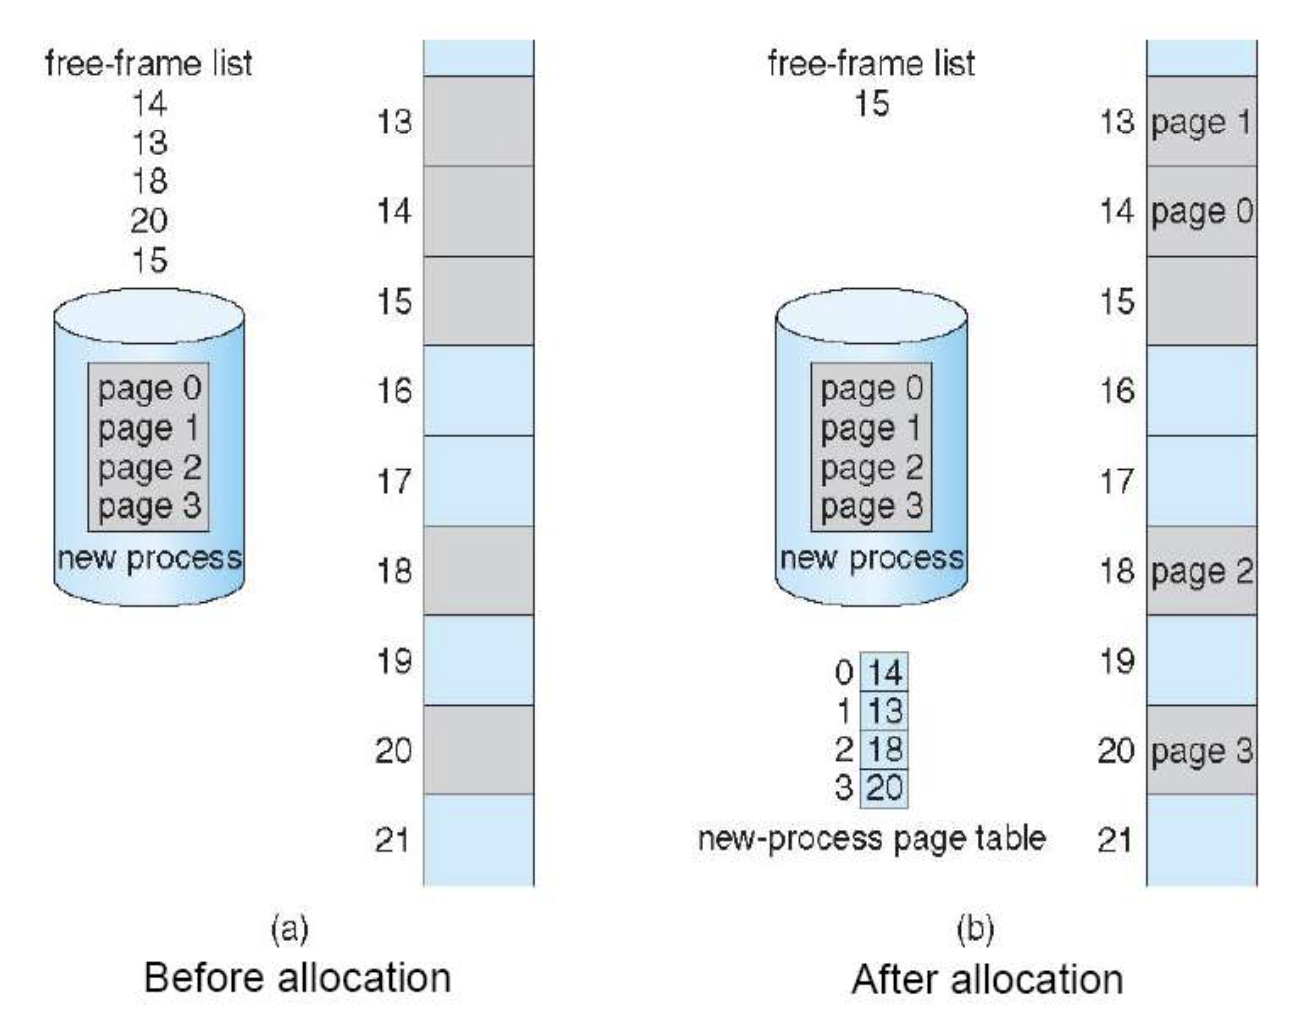 free-frame list
14
13
18
20
15
page 0
page 1
page 2
page 3
new process
13
14
15
16
17
18
19
20
21
(a)
Before allocation
free-frame list
15
page 0
page 1
page 2
page 3
new process
0 14
1 13
2 18
3 20
new-process page table
13 page 1
14 page 0
15
16
17
18 page 2
19
20 page 3
21
(b)
After allocation